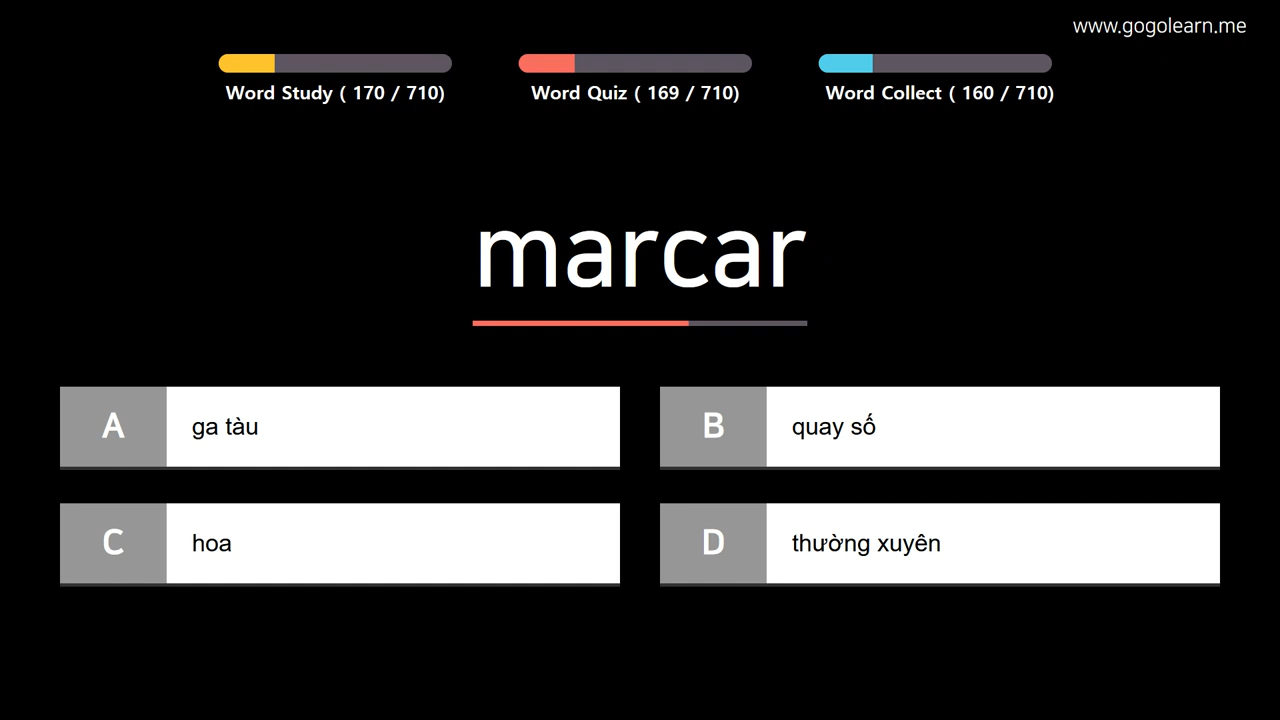 www.gogolearn.me
Word Study ( 170 / 710)
Word Quiz ( 169 / 710)
Word Collect ( 160 / 710)
marcar
A ga tàu
B quay số
C hoa
D thường xuyên